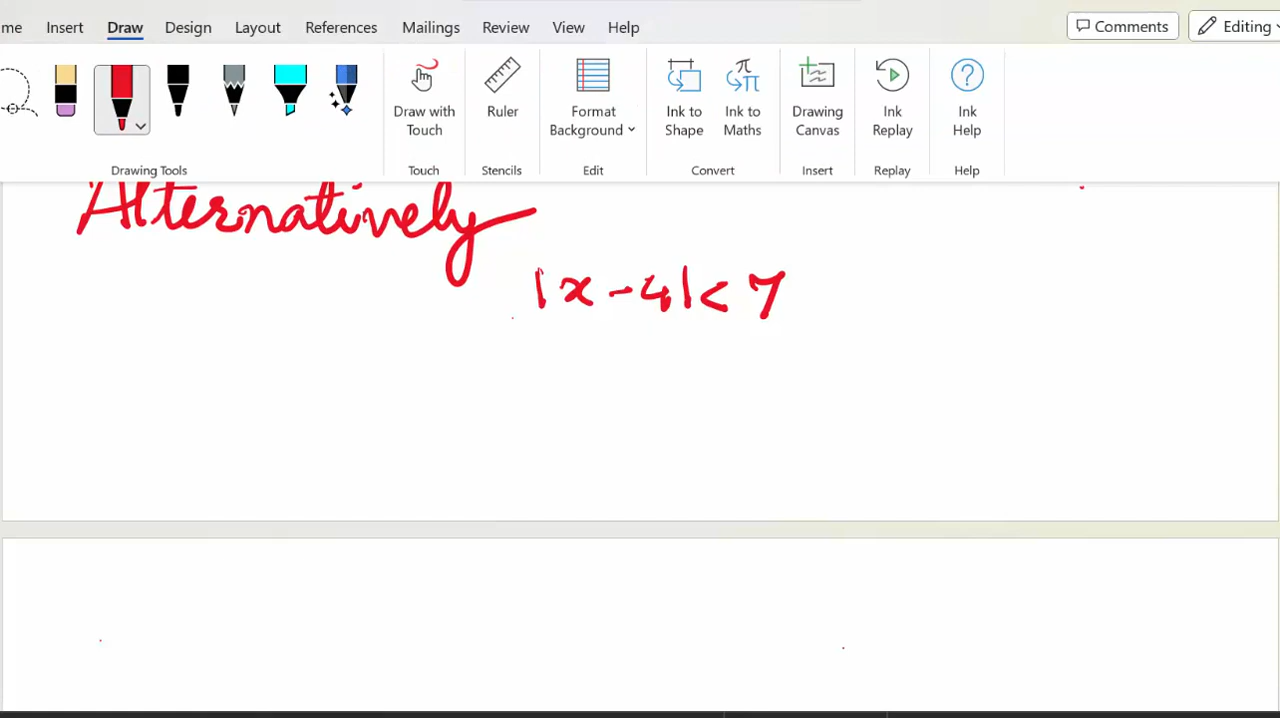 me Insert Draw Design Layout References Mailings Review View Help Comments Editing
Draw with Touch Ruler Format Background Ink to Shape Ink to Maths Drawing Canvas Ink Replay Ink Help
Drawing Tools Touch Stencils Edit Convert Insert Replay Help
Alternatively
|x-4|< 7